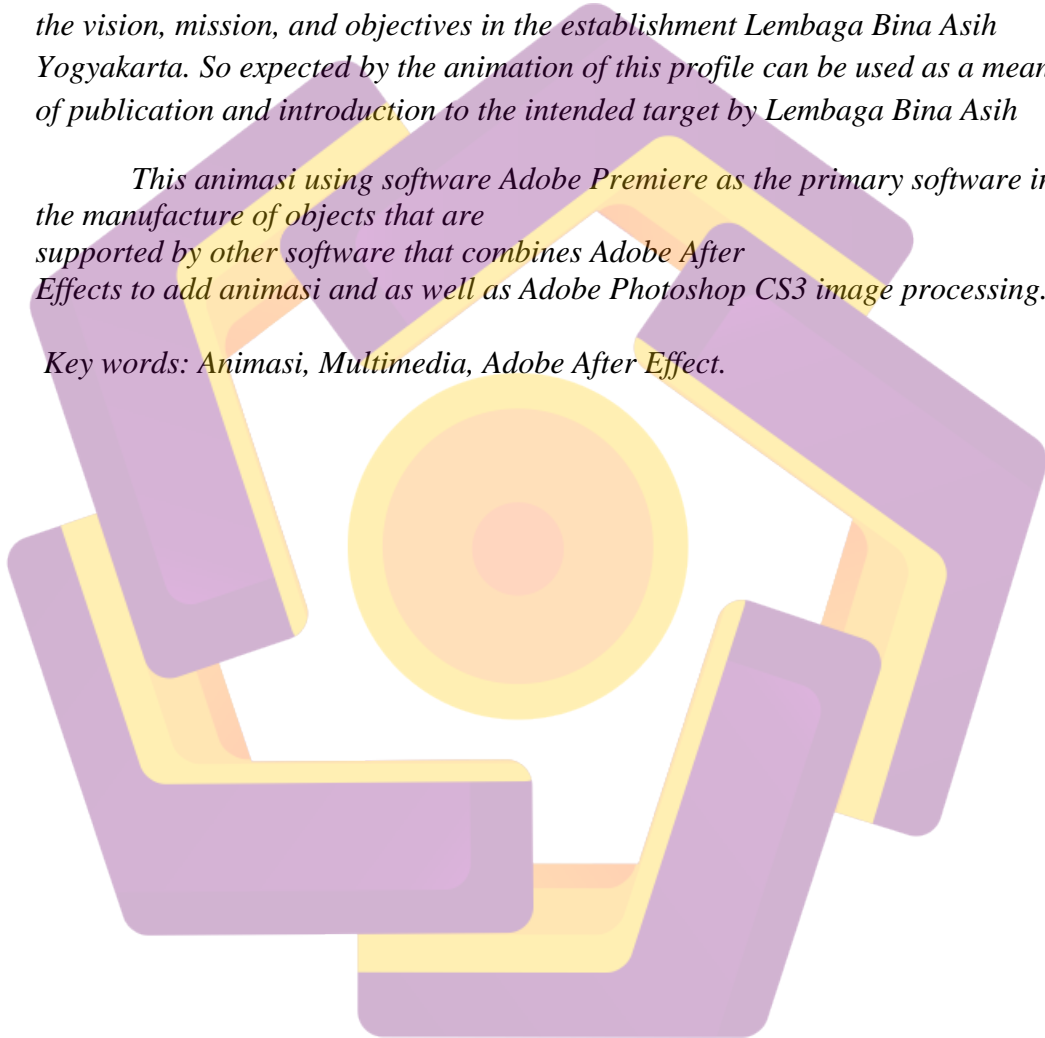 the vision, mission, and objectives in the establishment Lembaga Bina Asih
Yogyakarta. So expected by the animation of this profile can be used as a mean
of publication and introduction to the intended target by Lembaga Bina Asih
This animasi using software Adobe Premiere as the primary software in
the manufacture of objects that are
supported by other software that combines Adobe After
Effects to add animasi and as well as Adobe Photoshop CS3 image processing.
Key words: Animasi, Multimedia, Adobe After Effect.